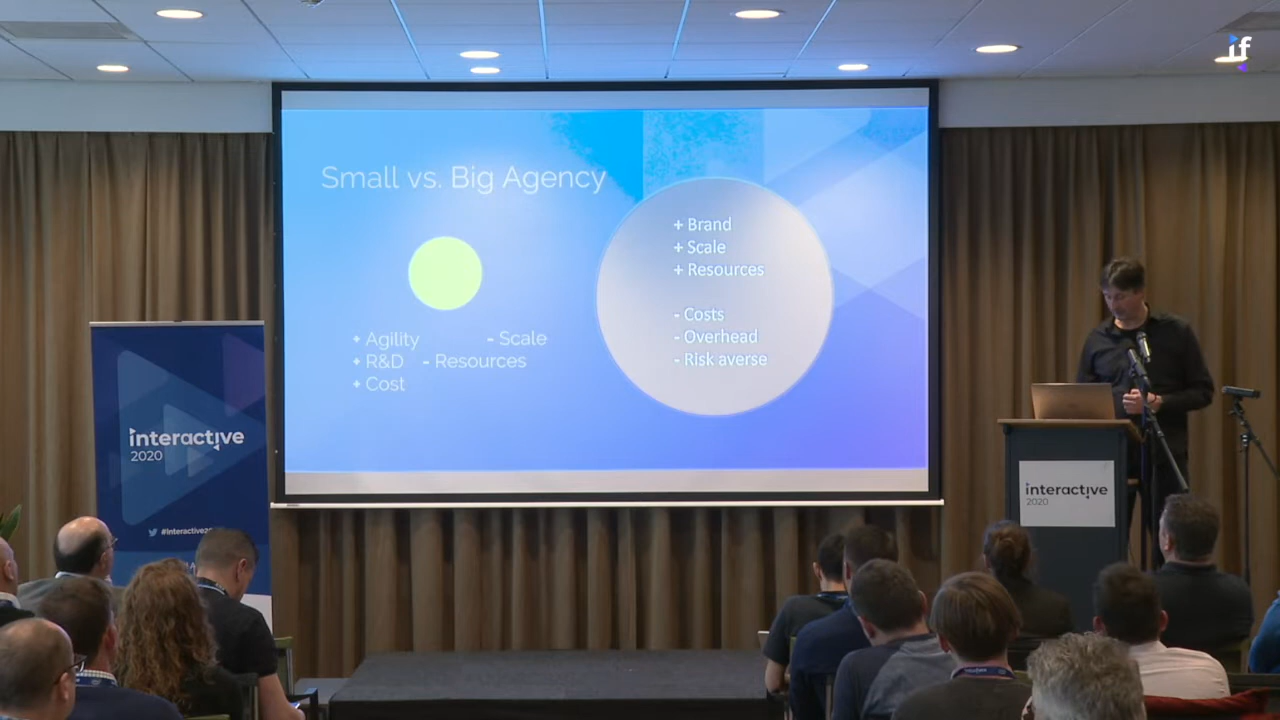 if
Small vs. Big Agency
+ Brand
+ Scale
+ Resources
- Costs
- Overhead
- Risk averse
+ Agility - Scale
+ R&D - Resources
+ Cost
interactive
2020
interactive
2020